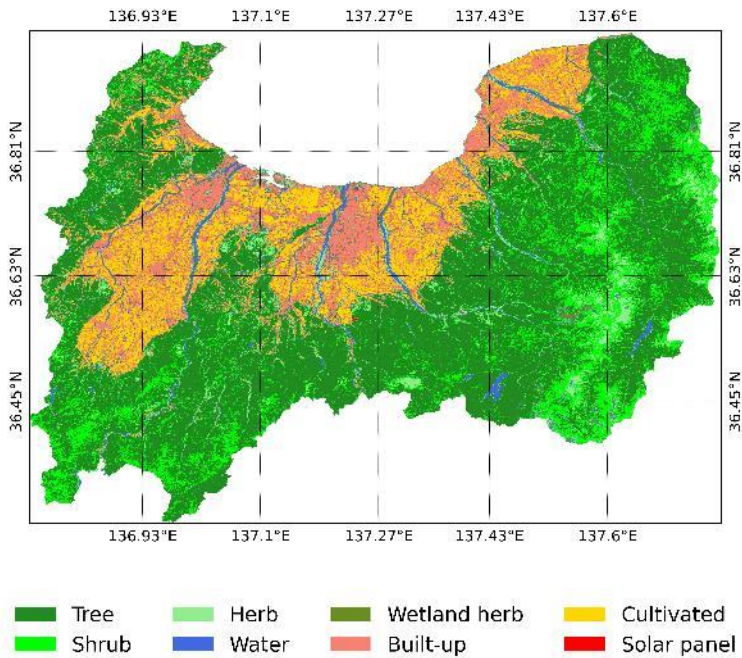 136.93°E 137.1°E 137.27°E 137.43°E 137.6°E
36.81°N 36.81°N
36.63°N 36.63°N
36.45°N 36.45°N
136.93°E 137.1°E 137.27°E 137.43°E 137.6°E
Tree Herb Wetland herb Cultivated
Shrub Water Built-up Solar panel